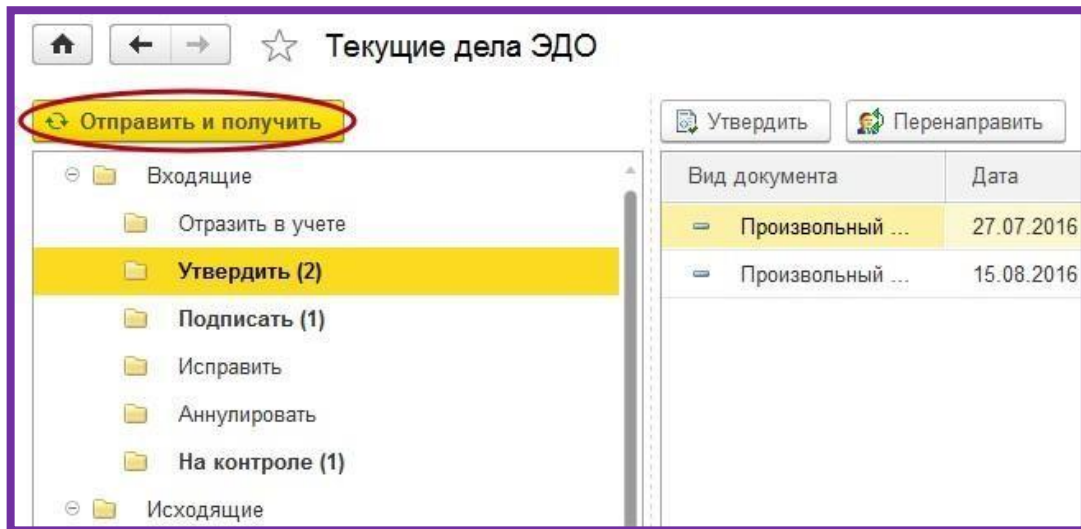 Текущие дела ЭДО
Отправить и получить
Входящие
Отразить в учете
Утвердить (2)
Подписать (1)
Исправить
Аннулировать
На контроле (1)
Исходящие
Утвердить Перенаправить
Вид документа Дата
Произвольный ... 27.07.2016
Произвольный ... 15.08.2016